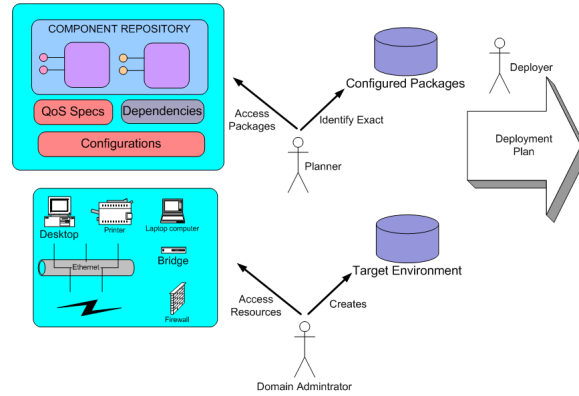 COMPONENT REPOSITORY
QoS Specs
Dependencies
Configurations
Access
Packages
Identify Exact
Planner
Configured Packages
Deployer
Deployment
Plan
Desktop
Printer
Laptop computer
Ethernet
Bridge
Firewall
Access
Resources
Creates
Target Environment
Domain Admintrator